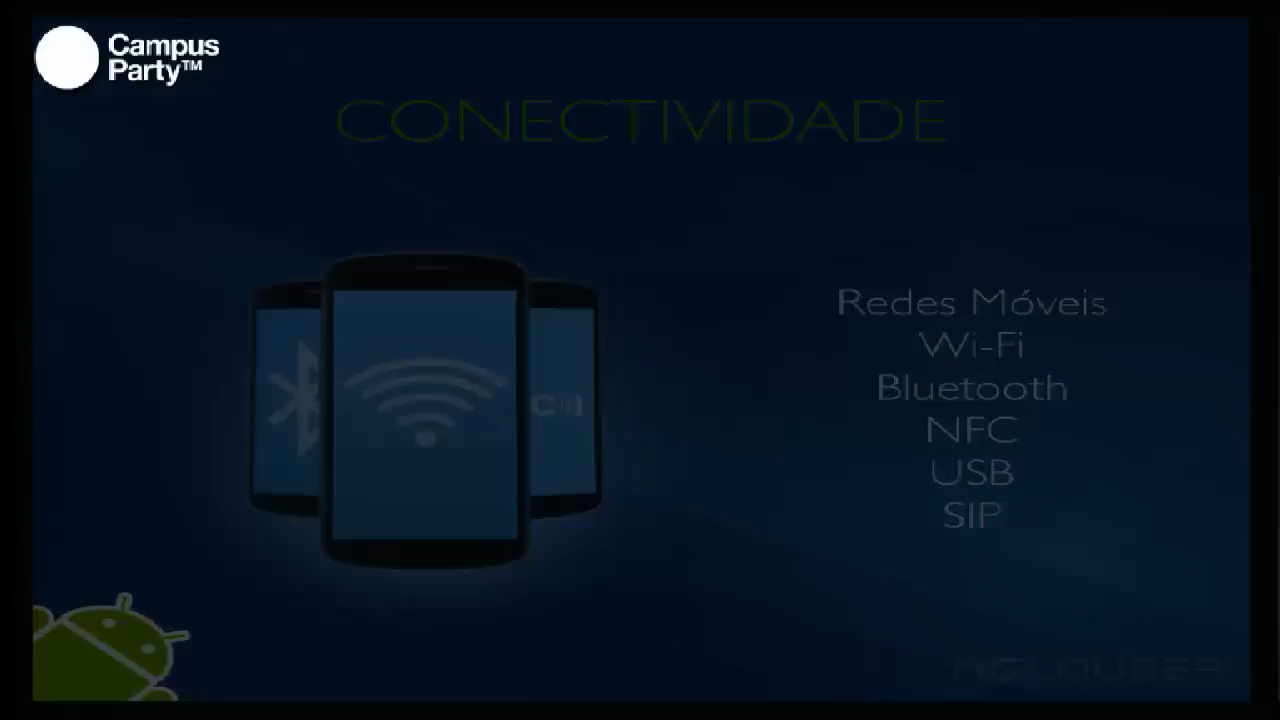 Campus
Party™
CONECTIVIDADE
Redes Móveis
Wi-Fi
Bluetooth
NFC
USB
SIP